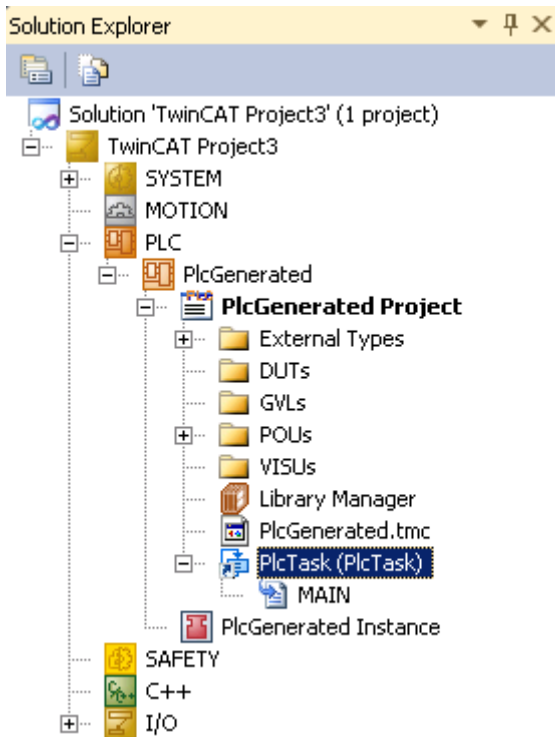 Solution Explorer
Solution 'TwinCAT Project3' (1 project)
TwinCAT Project3
SYSTEM
MOTION
PLC
PlcGenerated
PlcGenerated Project
External Types
DUTs
GVLs
POUs
VISUs
Library Manager
PlcGenerated.tmc
PlcTask (PlcTask)
MAIN
PlcGenerated Instance
SAFETY
C++
I/O